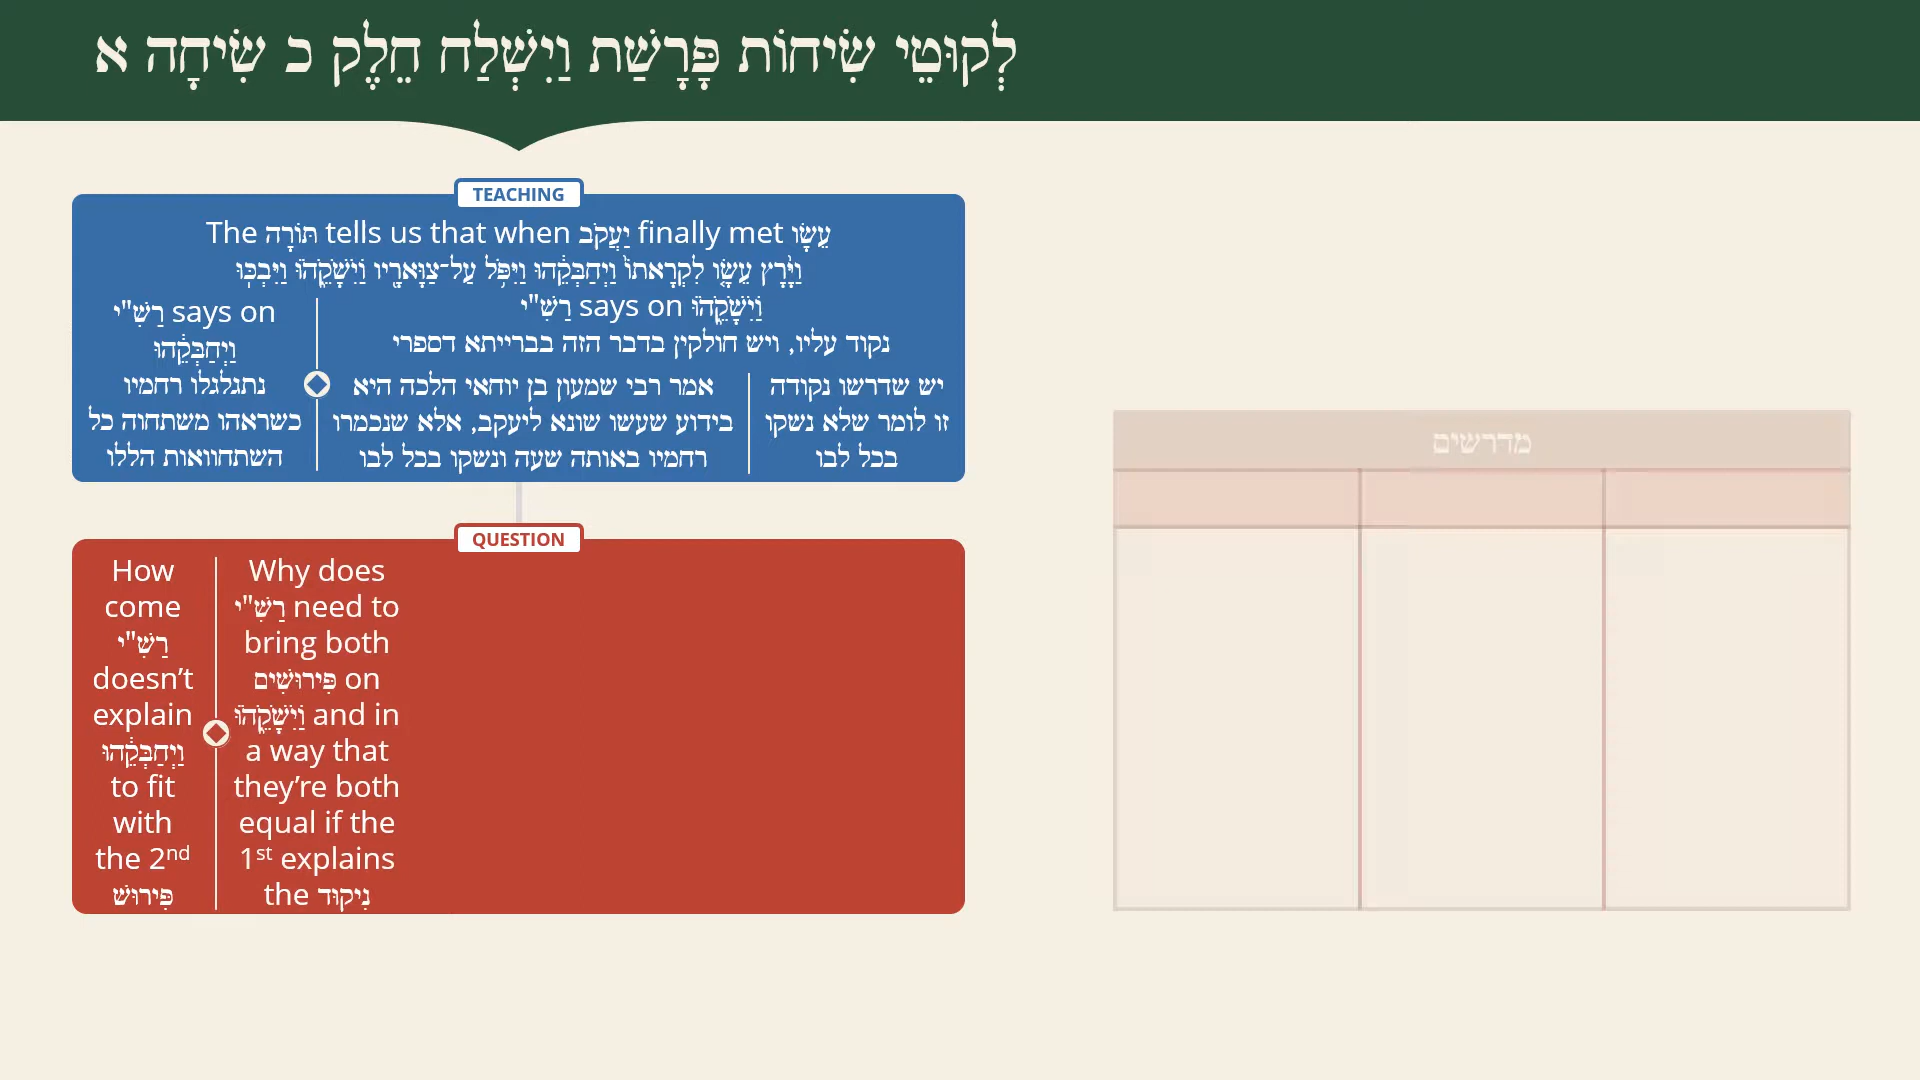 לְקוּטֵי שִׂיחוֹת פָּרָשַׁת וַיִּשְׁלַח חֵלֶק כ שִׂיחָה א
TEACHING
The תּוֹרָה tells us that when יַעֲקֹב finally met עֵשָׂו
וַיָּ֨רׇץ עֵשָׂ֤ו לִקְרָאתוֹ֙ וַֽיְחַבְּקֵ֔הוּ וַיִּפֹּ֥ל עַל־צַוָּארָ֖יו וַׄיִּׄשָּׁׄקֵ֑ׄהׄוּׄ וַיִּבְכּֽוּ
רַשִׁ"י says on
וַֽיְחַבְּקֵ֔הוּ
נתגלגלו רחמיו
כשראהו משתחוה כל
השתחוואות הללו
רַשִׁ"י says on וַׄיִּׄשָּׁׄקֵ֑ׄהׄוּׄ
נקוד עליו, ויש חולקין בדבר הזה בברייתא דספרי
אמר רבי שמעון בן יוחאי הלכה היא
בידוע שעשו שונא ליעקב, אלא שנכמרו
רחמיו באותה שעה ונשקו בכל לבו
יש שדרשו נקודה
זו לומר שלא נשקו
בכל לבו
QUESTION
How
come
רַשִׁ"י
doesn’t
explain
וַֽיְחַבְּקֵ֔הוּ
to fit
with
the 2nd
פִּירוּשׁ
Why does
רַשִׁ"י need to
bring both
פִּירוּשִׁים on
וַׄיִּׄשָּׁׄקֵ֑ׄהׄוּׄ and in
a way that
they’re both
equal if the
1st explains
the נִיקוּד
מדרשים